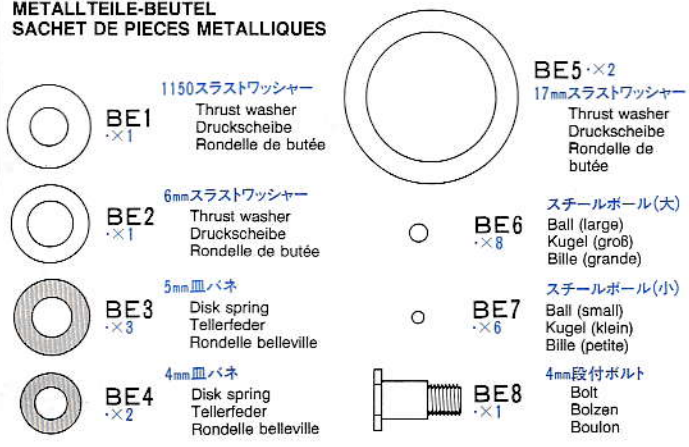 METALLTEILE-BEUTEL
SACHET DE PIECES METALLIQUES
BE1
·×1
1150スラストワッシャー
Thrust washer
Druckscheibe
Rondelle de butée
BE2
·×1
6mmスラストワッシャー
Thrust washer
Druckscheibe
Rondelle de butée
BE3
·×3
5mm皿バネ
Disk spring
Tellerfeder
Rondelle belleville
BE4
·×2
4mm皿バネ
Disk spring
Tellerfeder
Rondelle belleville
BE5·×2
17mmスラストワッシャー
Thrust washer
Druckscheibe
Rondelle de
butée
BE6
·×8
スチールボール(大)
Ball (large)
Kugel (groß)
Bille (grande)
BE7
·×6
スチールボール(小)
Ball (small)
Kugel (klein)
Bille (petite)
BE8
·×1
4mm段付ボルト
Bolt
Bolzen
Boulon